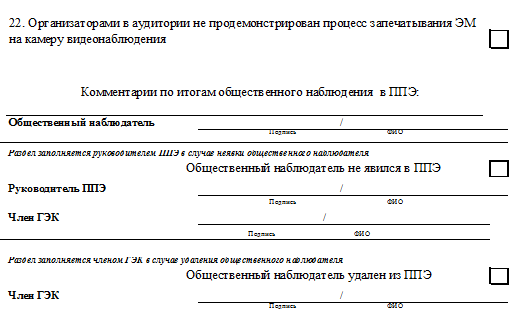 22. Организаторами в аудитории не продемонстрирован процесс запечатывания ЭМ
на камеру видеонаблюдения
Комментарии по итогам общественного наблюдения в ППЭ:
Общественный наблюдатель /
Подпись ФИО
Раздел заполняется руководителем ППЭ в случае неявки общественного наблюдателя
Общественный наблюдатель не явился в ППЭ
Руководитель ППЭ /
Подпись ФИО
Член ГЭК /
Подпись ФИО
Раздел заполняется членом ГЭК в случае удаления общественного наблюдателя
Общественный наблюдатель удален из ППЭ
Член ГЭК /
Подпись ФИО